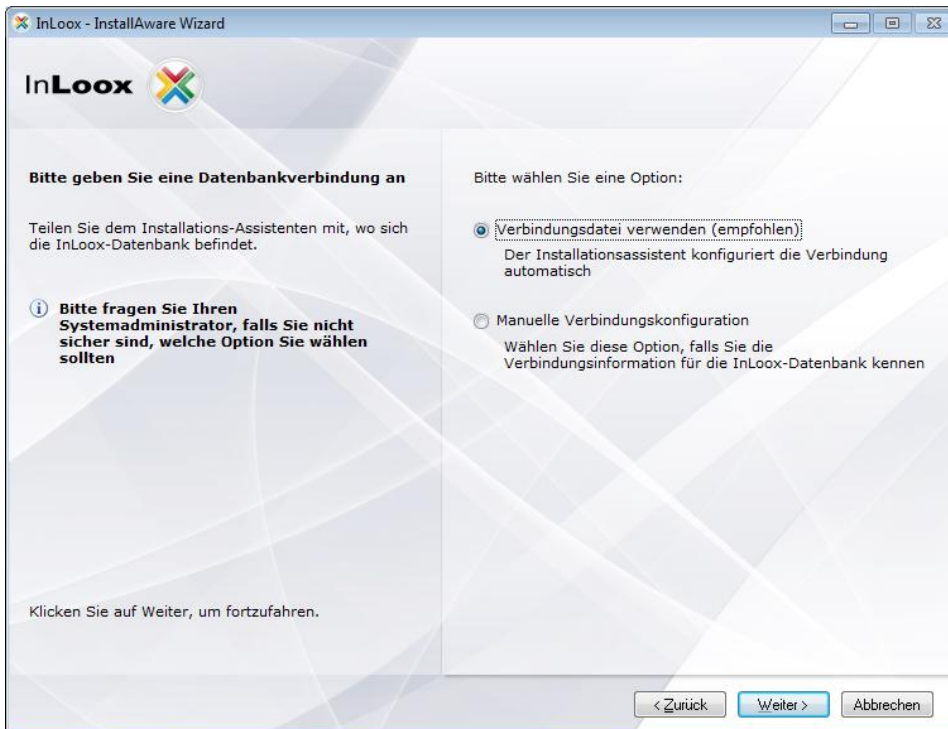 InLoox - InstallAware Wizard
InLoox
Bitte geben Sie eine Datenbankverbindung an
Teilen Sie dem Installations-Assistenten mit, wo sich
die InLoox-Datenbank befindet.
Bitte fragen Sie Ihren
Systemadministrator, falls Sie nicht
sicher sind, welche Option Sie wählen
sollten
Klicken Sie auf Weiter, um fortzufahren.
Bitte wählen Sie eine Option:
Verbindungsdatei verwenden (empfohlen)
Der Installationsassistent konfiguriert die Verbindung
automatisch
Manuelle Verbindungskonfiguration
Wählen Sie diese Option, falls Sie die
Verbindungsinformation für die InLoox-Datenbank kennen
< Zurück
Weiter >
Abbrechen